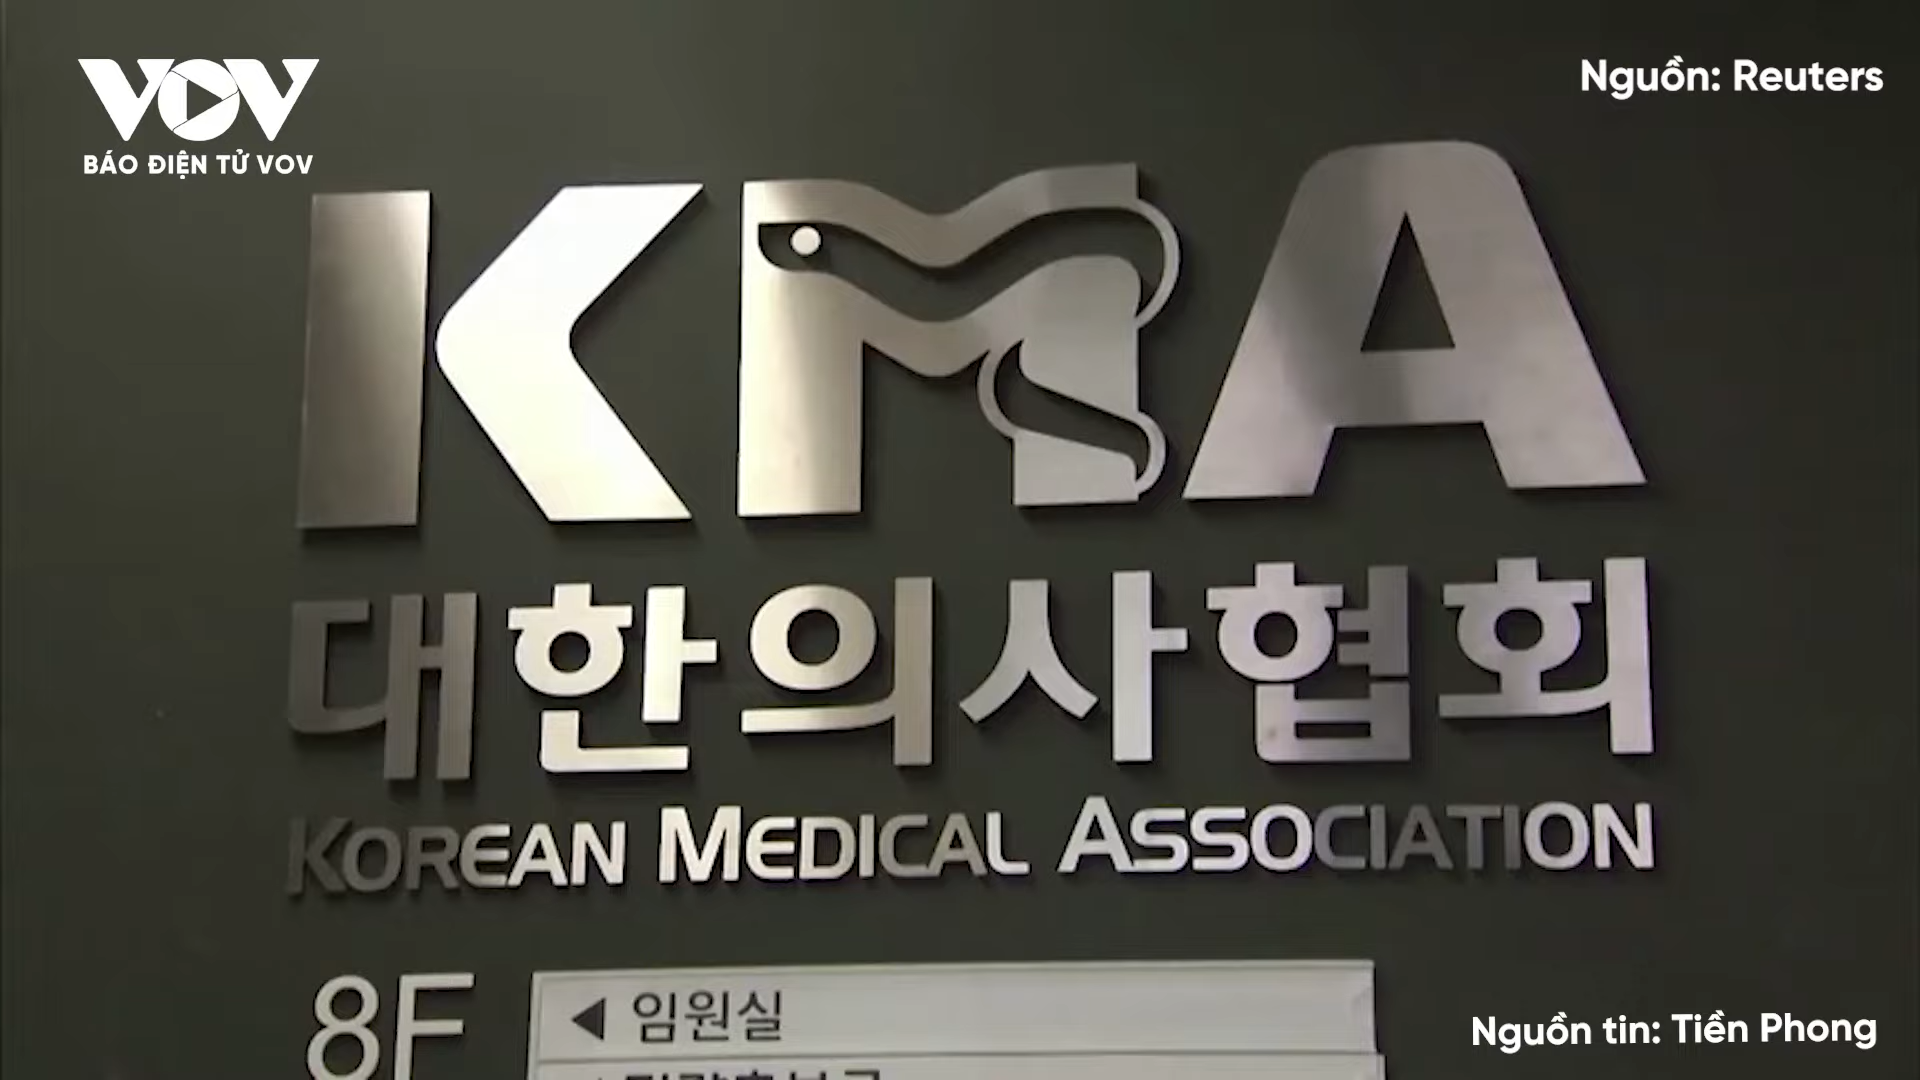 VOV
BÁO ĐIỆN TỬ VOV
Nguồn: Reuters
KMA
대한의사협회
KOREAN MEDICAL ASSOCIATION
8F
◀ 임원실
Nguồn tin: Tiền Phong